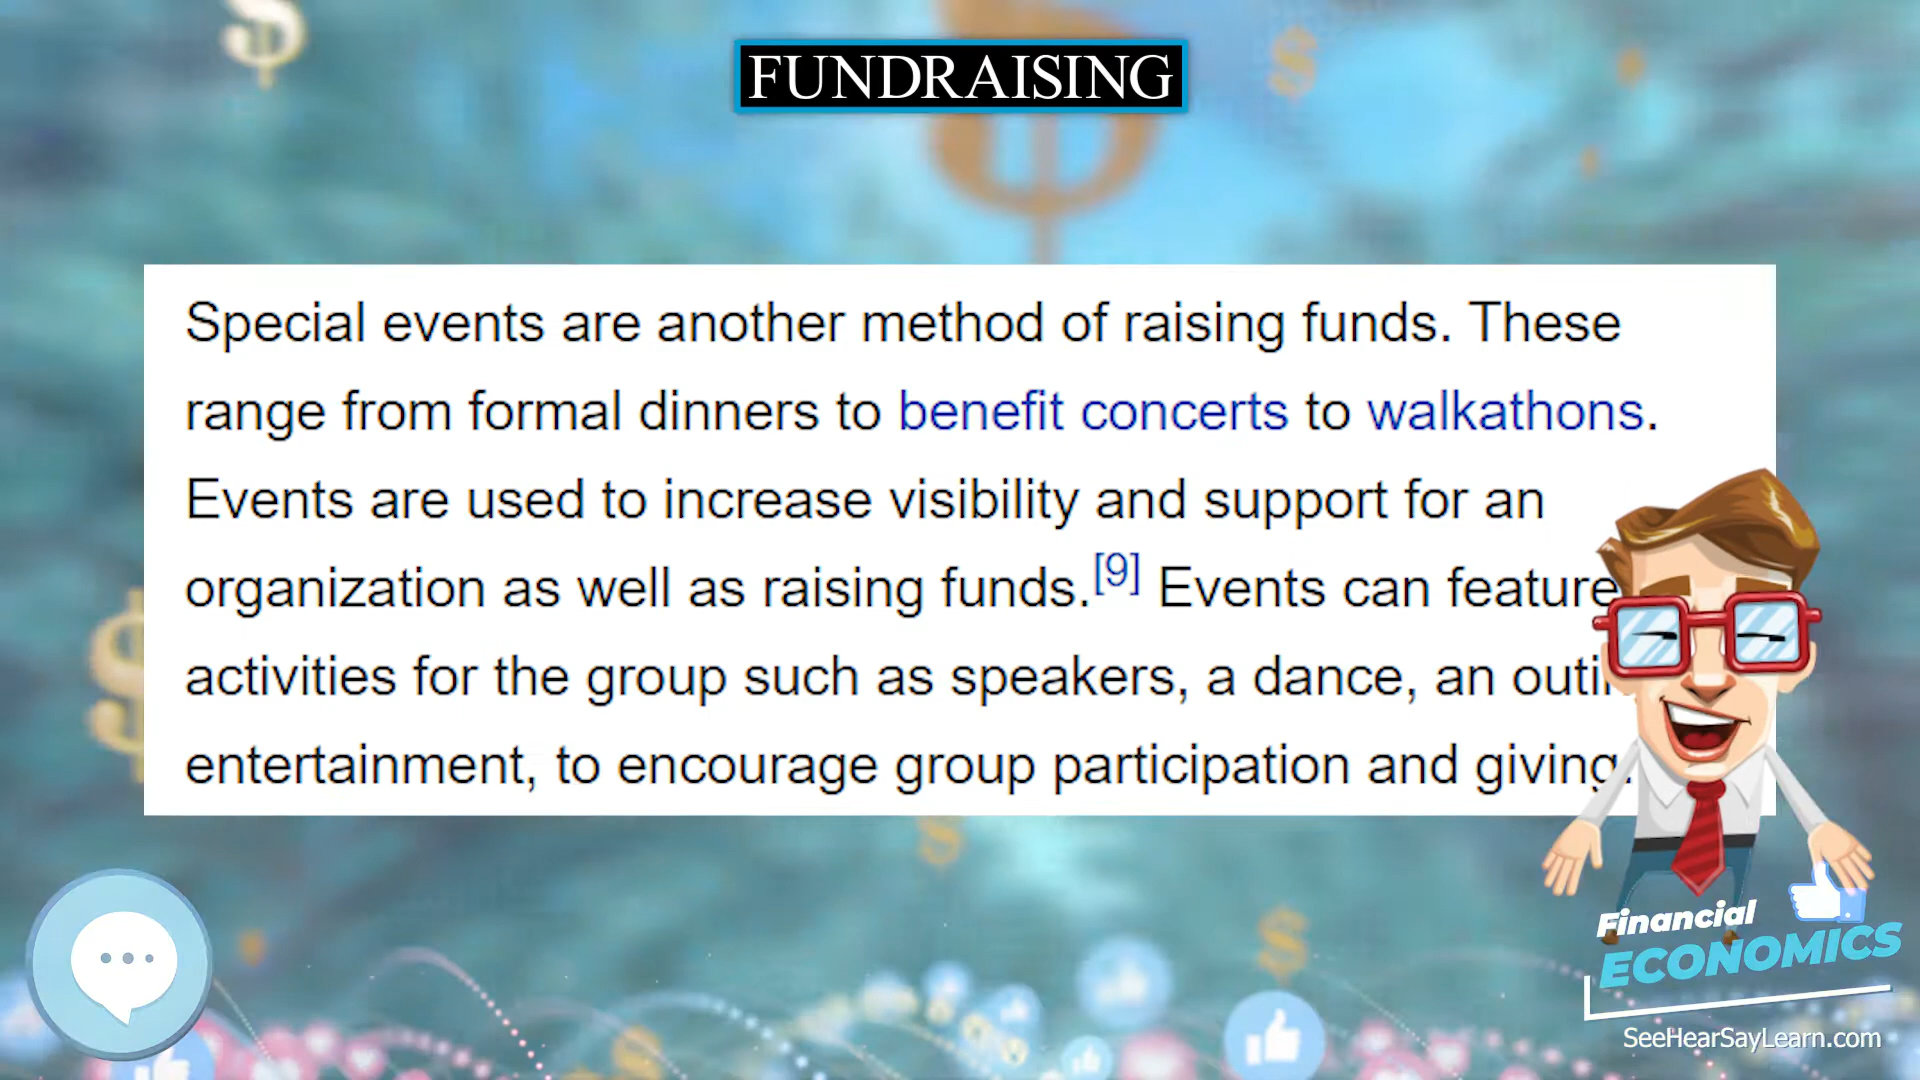 FUNDRAISING
Special events are another method of raising funds. These
range from formal dinners to benefit concerts to walkathons.
Events are used to increase visibility and support for an
organization as well as raising funds.[9] Events can feature
activities for the group such as speakers, a dance, an
entertainment, to encourage group participation and giving.
Financial
ECONOMICS
SeeHearSayLearn.com